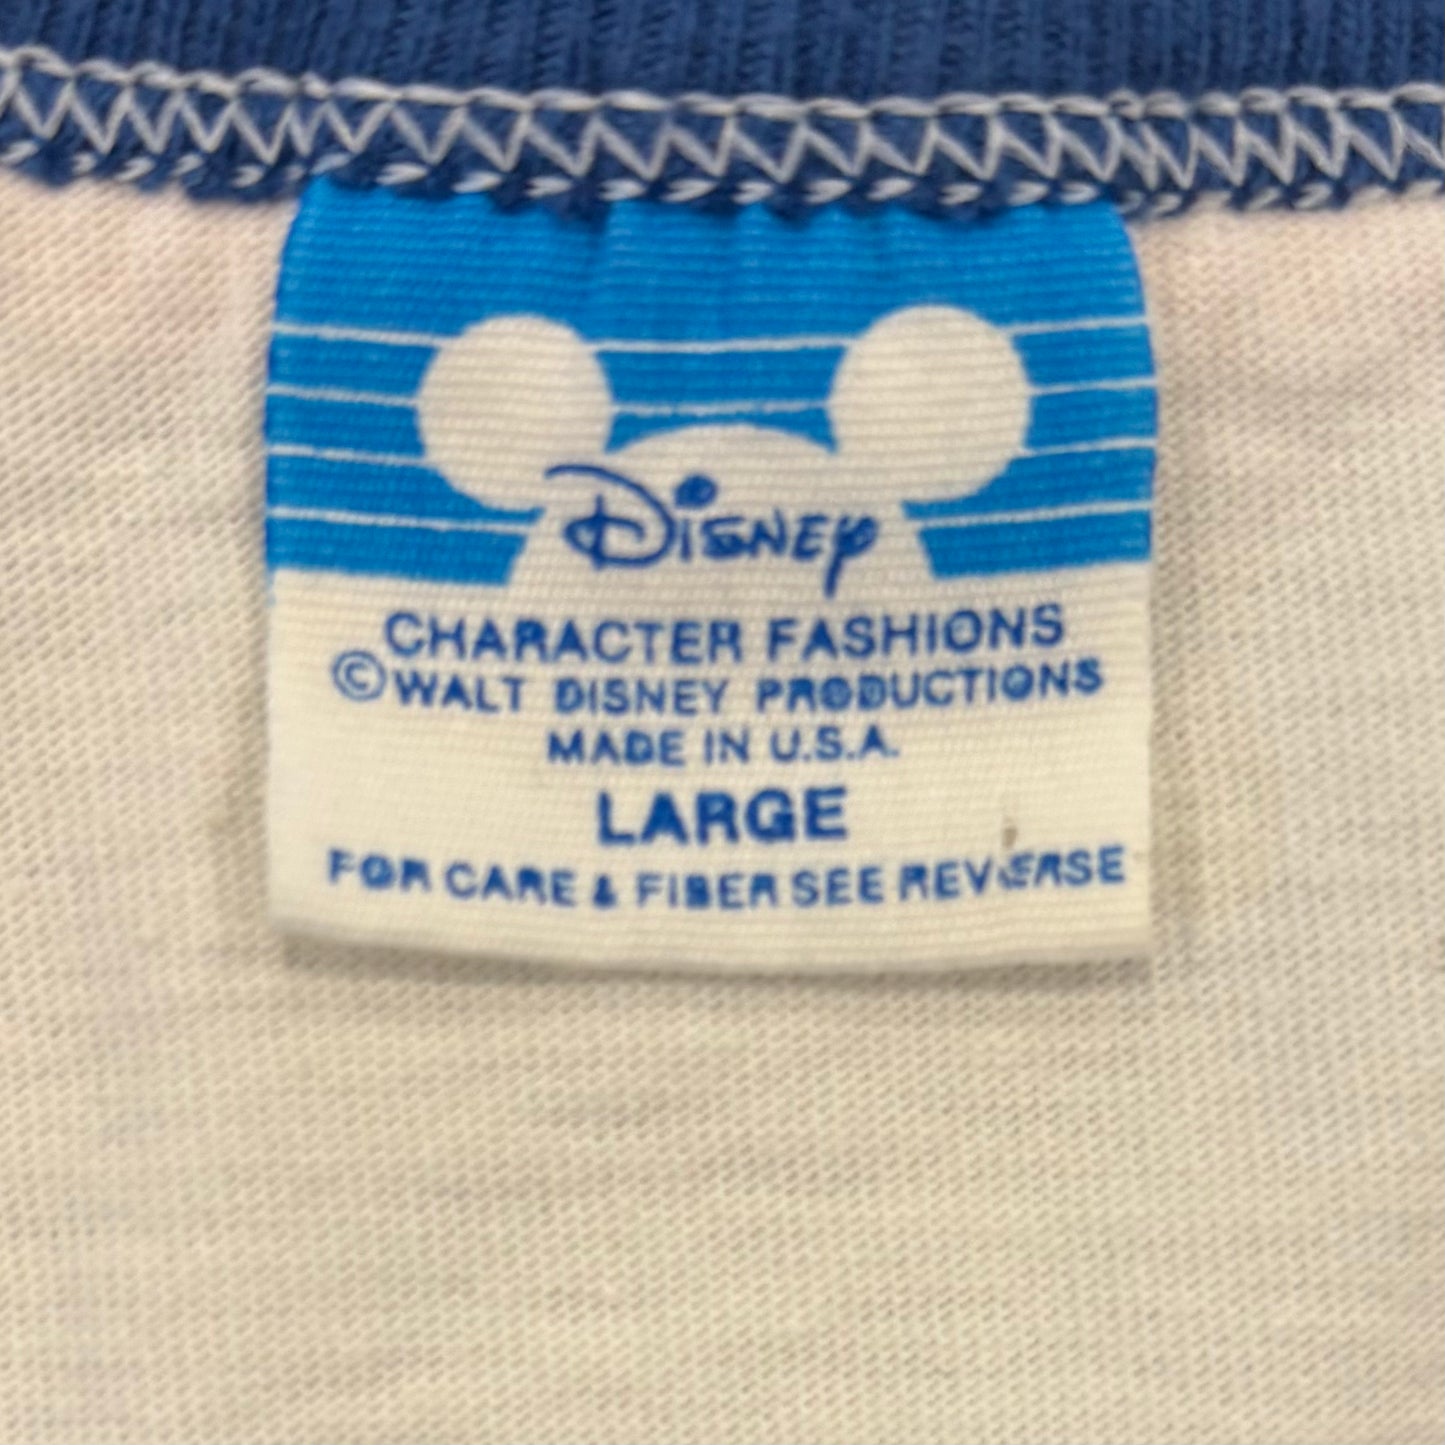 Disney
CHARACTER FASHIONS
©WALT DISNEY PRODUCTIONS
MADE IN U.S.A.
LARGE
FOR CARE & FIBER SEE REVERSE